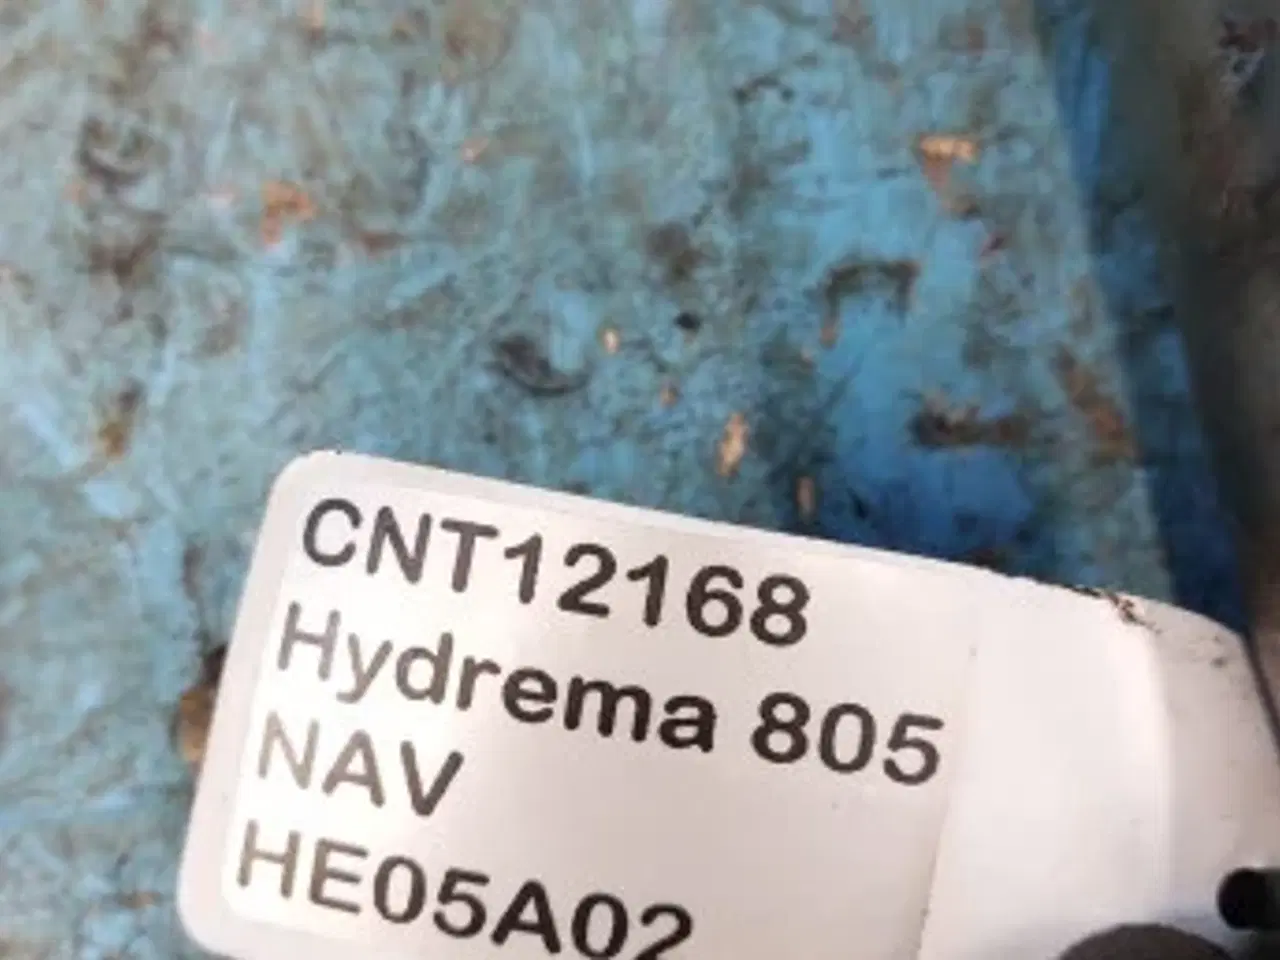 CNT12168
Hydrema 805
NAV
HE05A02